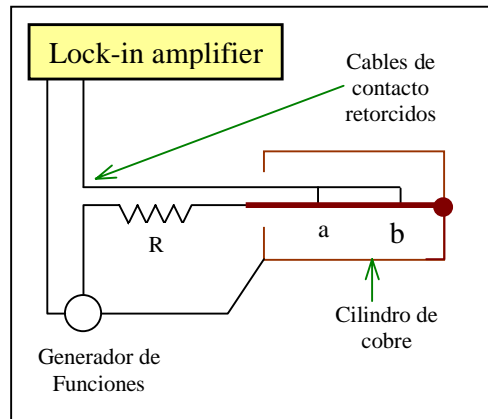 Lock-in amplifier
Cables de
contacto
retorcidos
R
a
b
Generador de
Funciones
Cilindro de
cobre